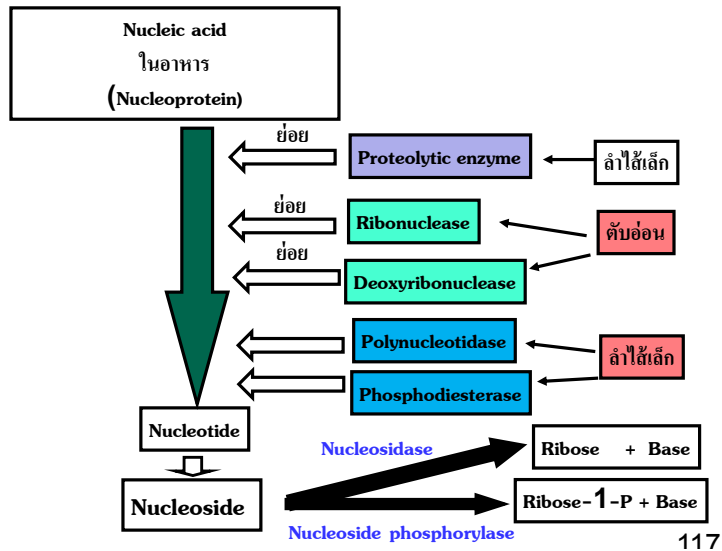 Nucleic acid
ในอาหาร
(Nucleoprotein)
ย่อย
Proteolytic enzyme
ลำไส้เล็ก
ย่อย
Ribonuclease
ตับอ่อน
ย่อย
Deoxyribonuclease
Polynucleotidase
ลำไส้เล็ก
Phosphodiesterase
Nucleotide
Nucleosidase
Ribose + Base
Nucleoside
Ribose-1-P + Base
Nucleoside phosphorylase
117